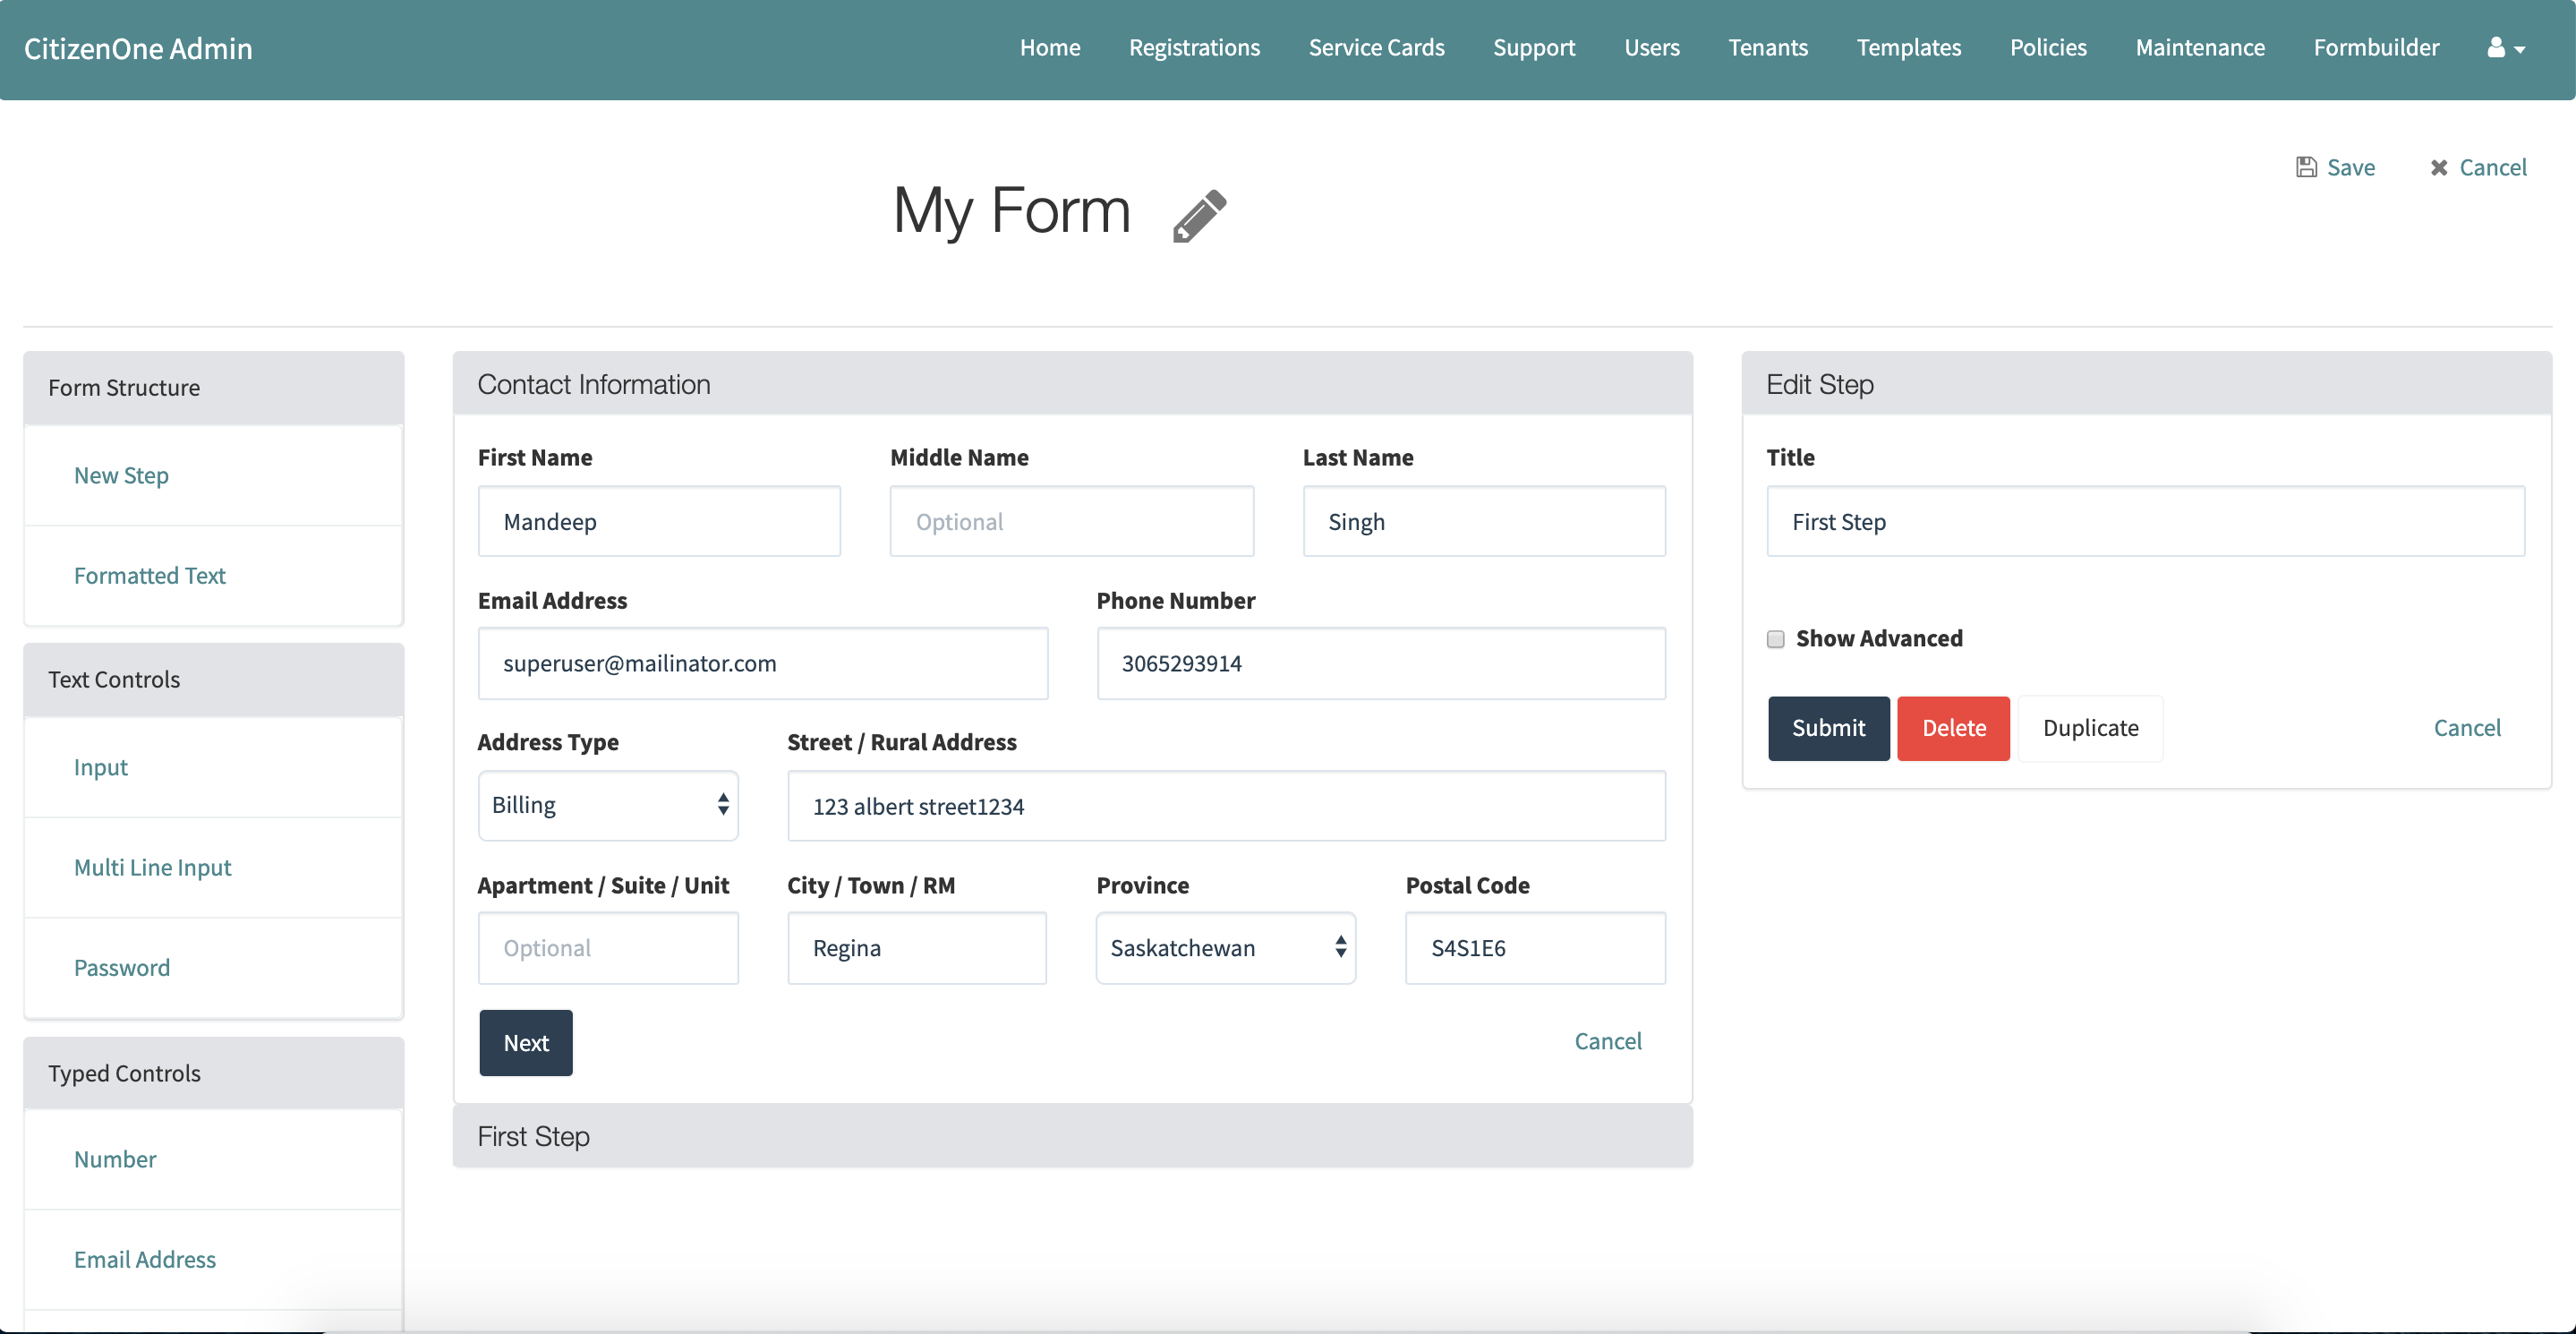 CitizenOne Admin
Home Registrations Service Cards Support Users Tenants Templates Policies Maintenance Formbuilder
Save Cancel
My Form
Form Structure
New Step
Formatted Text
Text Controls
Input
Multi Line Input
Password
Typed Controls
Number
Email Address
Contact Information
First Name Middle Name Last Name
Mandeep Optional Singh
Email Address Phone Number
superuser@mailinator.com 3065293914
Address Type Street / Rural Address
Billing 123 albert street1234
Apartment / Suite / Unit City / Town / RM Province Postal Code
Optional Regina Saskatchewan S4S1E6
Next Cancel
First Step
Edit Step
Title
First Step
Show Advanced
Submit Delete Duplicate Cancel